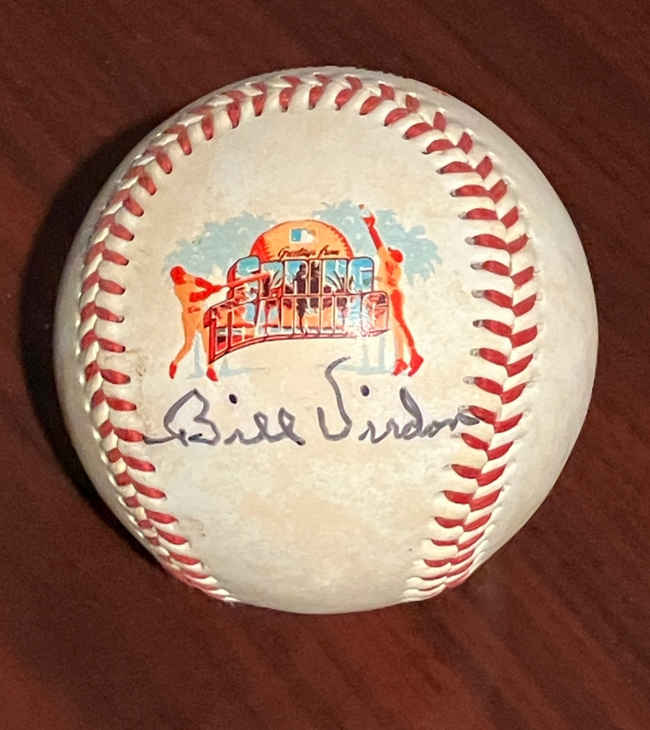 Greetings from
SPRING
TRAINING
Bill Virdon